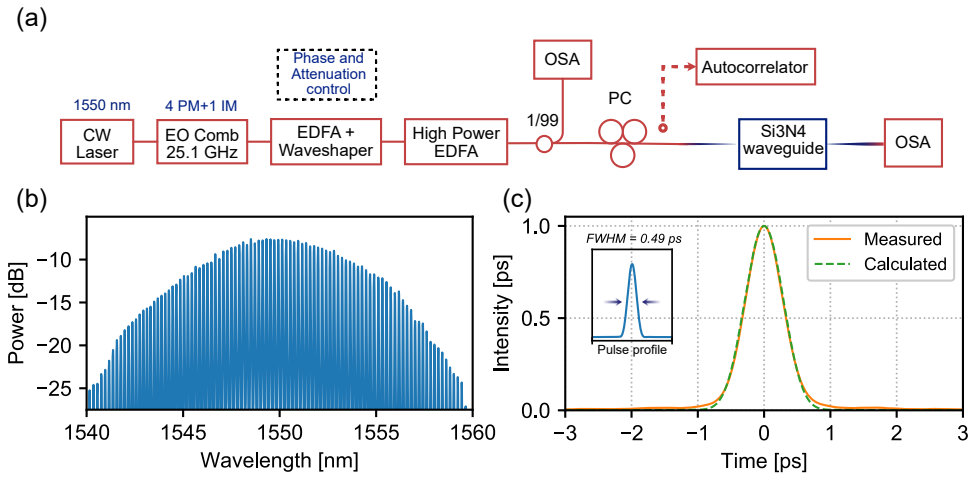 (a)
Phase and
Attenuation
control
OSA
Autocorrelator
1550 nm
4 PM+1 IM
PC
1/99
CW
Laser
EO Comb
25.1 GHz
EDFA +
Waveshaper
High Power
EDFA
Si3N4
waveguide
OSA
(b)
Power [dB]
−10
−15
−20
−25
1540
1545
1550
1555
1560
Wavelength [nm]
(c)
Intensity [ps]
1.0
0.5
0.0
FWHM = 0.49 ps
Pulse profile
Measured
Calculated
−3
−2
−1
0
1
2
3
Time [ps]